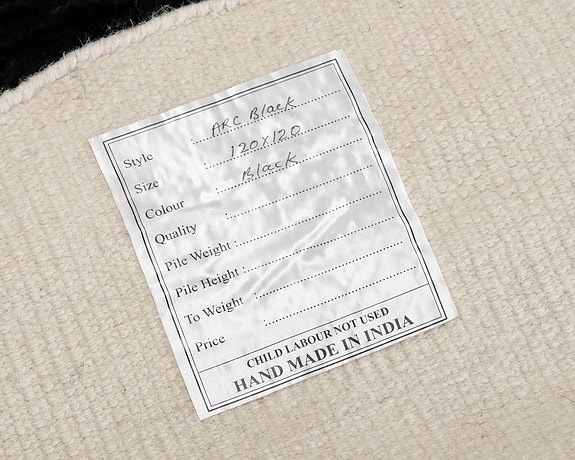 Style : ARC Black
Size : 120x120
Colour : Black
Quality :
Pile Weight :
Pile Height :
To Weight :
Price :
CHILD LABOUR NOT USED
HAND MADE IN INDIA